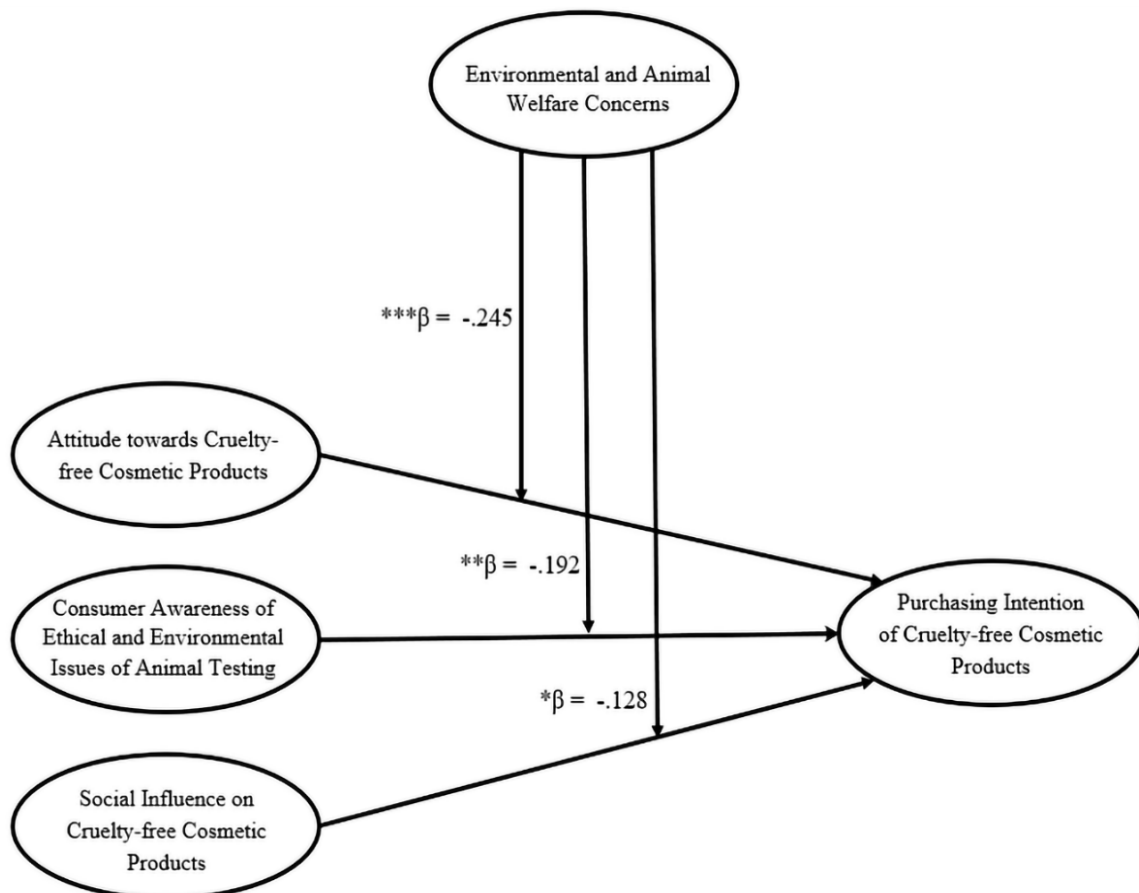 Environmental and Animal
Welfare Concerns
***β = -.245
Attitude towards Cruelty-
free Cosmetic Products
**β = -.192
Consumer Awareness of
Ethical and Environmental
Issues of Animal Testing
Purchasing Intention
of Cruelty-free Cosmetic
Products
*β = -.128
Social Influence on
Cruelty-free Cosmetic
Products